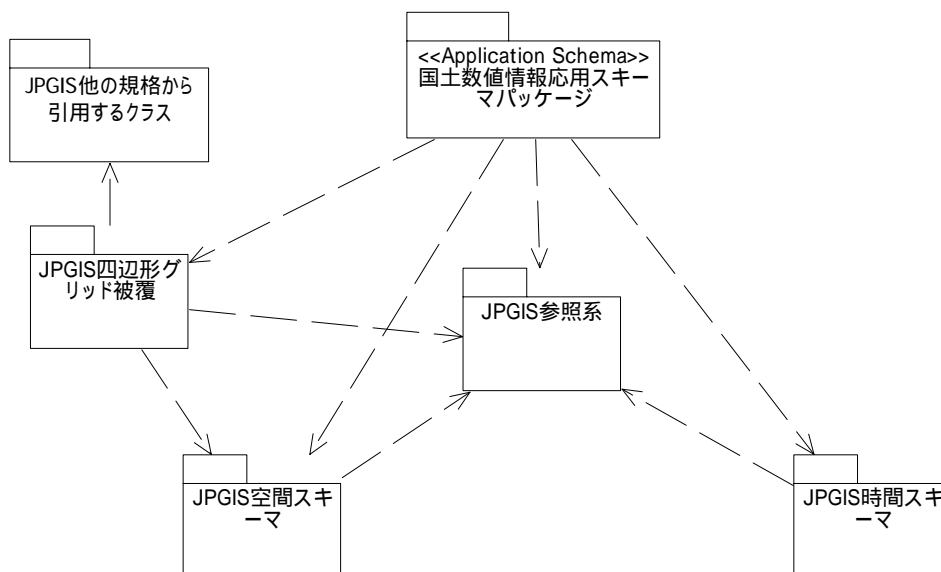 JPGIS他の規格から
引用するクラス
<<Application Schema>>
国土数値情報応用スキー
マパッケージ
JPGIS四辺形グ
リッド被覆
JPGIS参照系
JPGIS空間スキ
ーマ
JPGIS時間スキ
ーマ